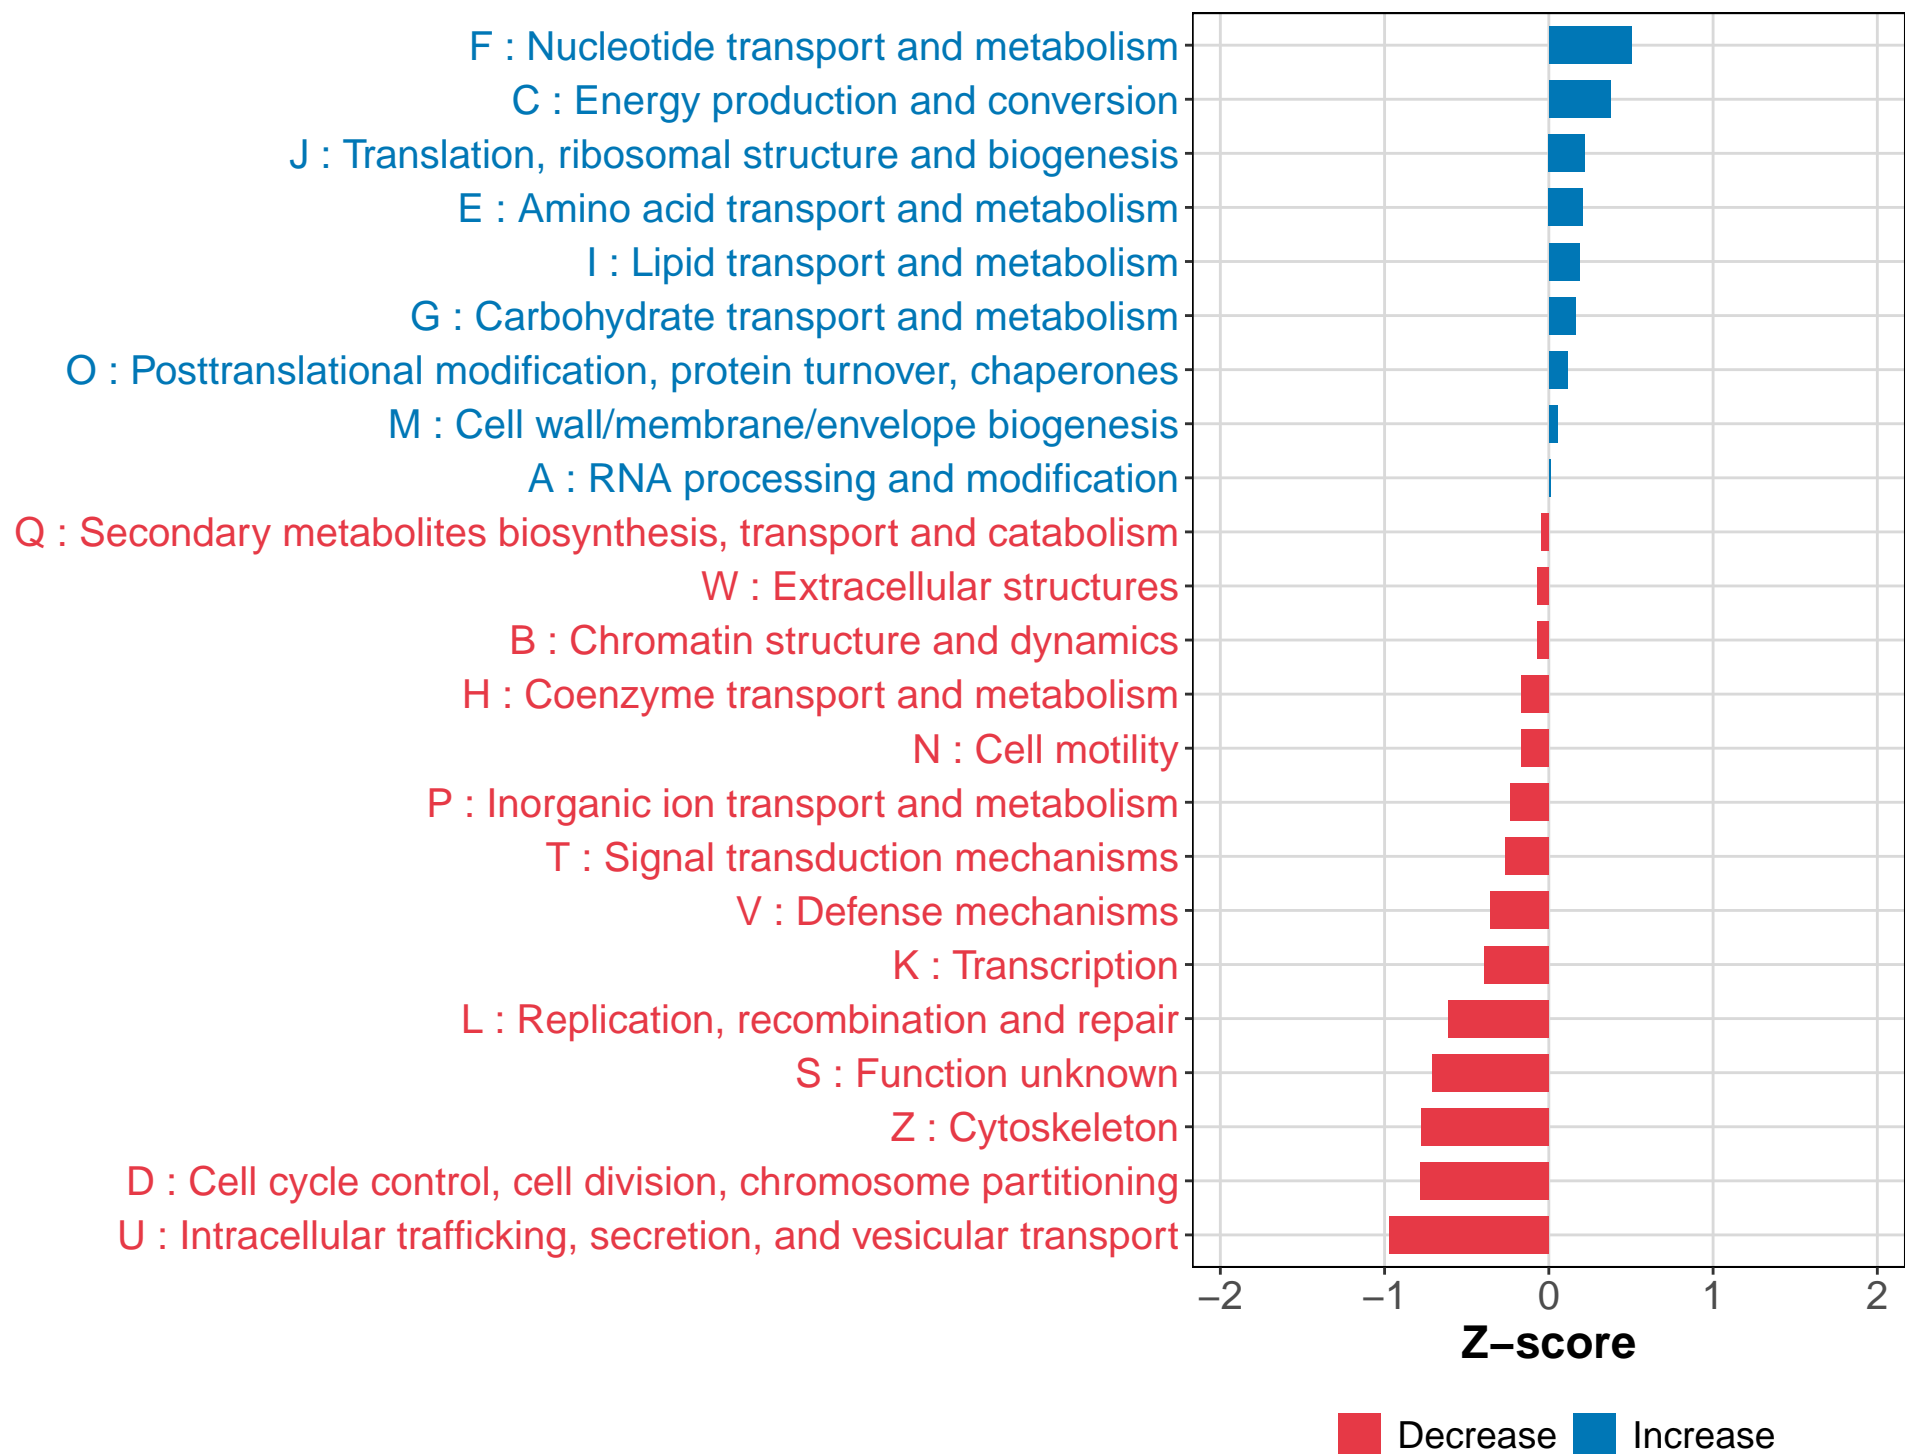 F : Nucleotide transport and metabolism
C : Energy production and conversion
J : Translation, ribosomal structure and biogenesis
E : Amino acid transport and metabolism
I : Lipid transport and metabolism
G : Carbohydrate transport and metabolism
O : Posttranslational modification, protein turnover, chaperones
M : Cell wall/membrane/envelope biogenesis
A : RNA processing and modification
Q : Secondary metabolites biosynthesis, transport and catabolism
W : Extracellular structures
B : Chromatin structure and dynamics
H : Coenzyme transport and metabolism
N : Cell motility
P : Inorganic ion transport and metabolism
T : Signal transduction mechanisms
V : Defense mechanisms
K : Transcription
L : Replication, recombination and repair
S : Function unknown
Z : Cytoskeleton
D : Cell cycle control, cell division, chromosome partitioning
U : Intracellular trafficking, secretion, and vesicular transport
−2 −1 0 1 2
Z−score
Decrease Increase